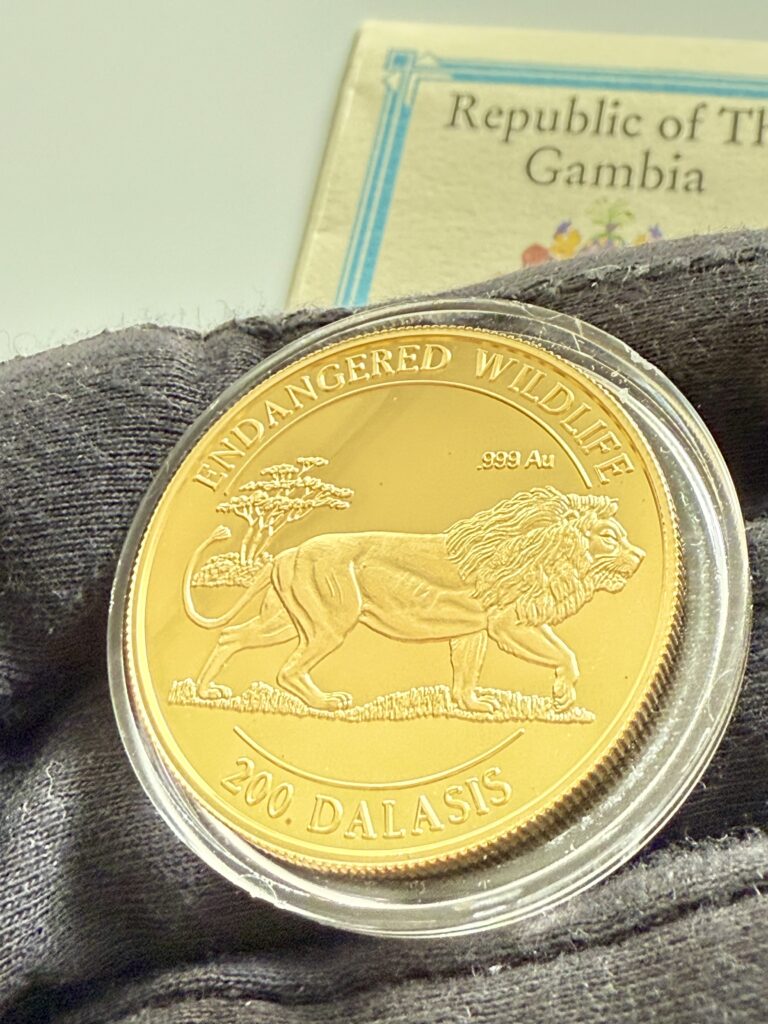 Republic of Th
Gambia
ENDANGERED WILDLIFE
.999 Au
200 DALASIS